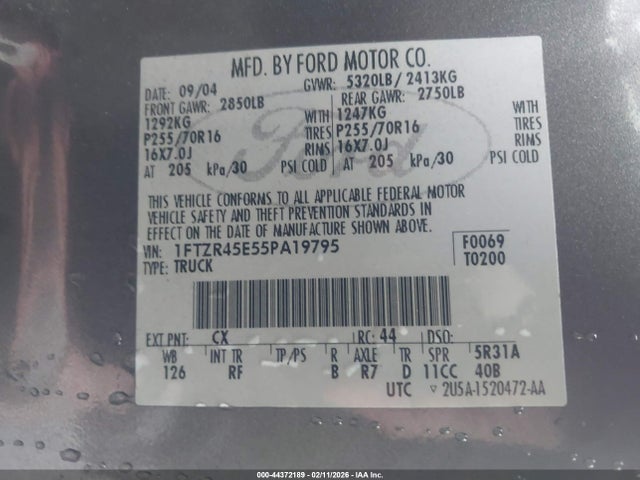 MFD. BY FORD MOTOR CO.
DATE: 09/04 GVWR: 5320LB/ 2413KG
FRONT GAWR: 2850LB REAR GAWR: 2750LB
1292KG WITH 1247KG WITH
P255/70R16 TIRES P255/70R16 TIRES
16X7.0J RIMS 16X7.0J RIMS
AT 205 kPa/30 PSI COLD AT 205 kPa/30 PSI COLD
Ford
THIS VEHICLE CONFORMS TO ALL APPLICABLE FEDERAL MOTOR
VEHICLE SAFETY AND THEFT PREVENTION STANDARDS IN
EFFECT ON THE DATE OF MANUFACTURE SHOWN ABOVE.
VIN: 1FTZR45E55PA19795 F0069
TYPE: TRUCK T0200
EXT PNT: CX RC: 44 DSO:
WB INT TR TP/PS R AXLE TR SPR 5R31A
126 RF B R7 D 11CC 40B
UTC ▽ 2U5A-1520472-AA
000-44372189 - 02/11/2026 - IAA Inc.